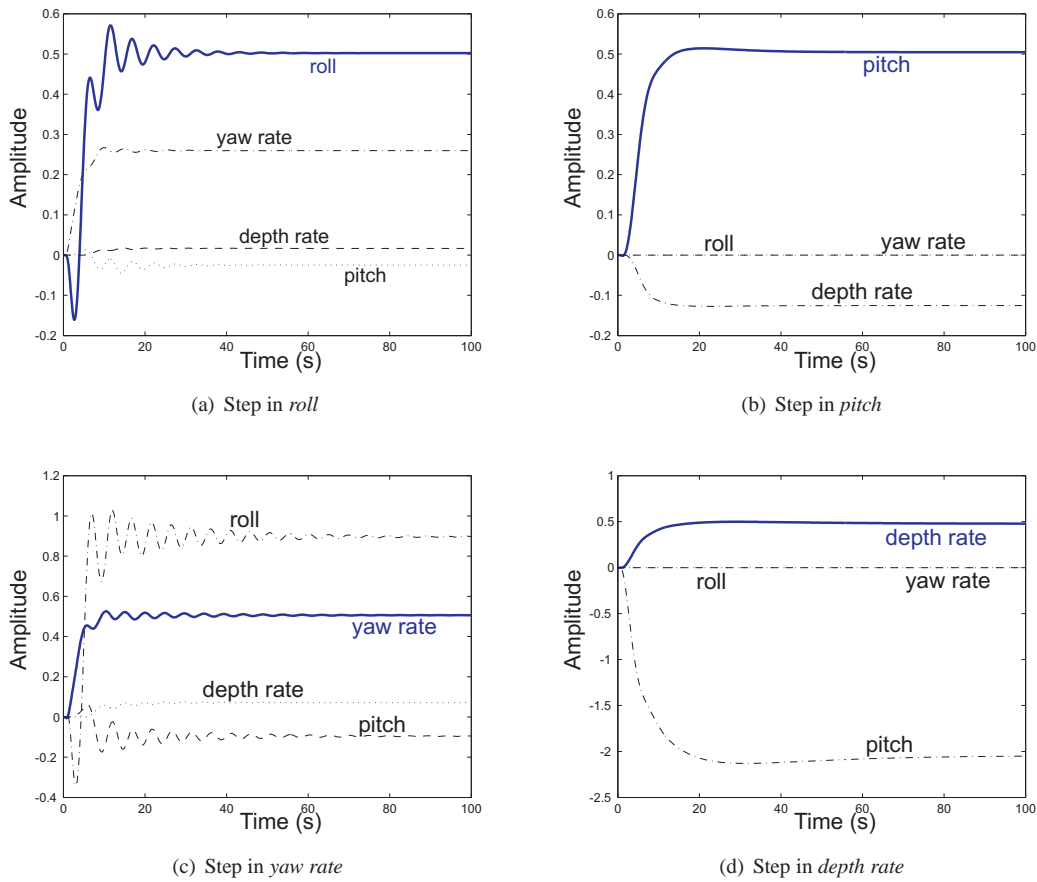 0.6
0.5
0.4
0.3
0.2
0.1
0
-0.1
0.2
0 20 40 60 80 100
Amplitude
Time (s)
roll
yaw rate
depth rate
pitch
(a) Step in roll
0.6
0.5
0.4
0.3
0.2
0.1
0
-0.1
-0.2
0 20 40 60 80 100
Amplitude
Time (s)
pitch
roll yaw rate
depth rate
(b) Step in pitch
1.2
1
0.8
0.6
0.4
0.2
0
-0.2
-0.4
0 20 40 60 80 100
Amplitude
Time (s)
roll
yaw rate
depth rate
pitch
(c) Step in yaw rate
1
0.5
0
-0.5
-1
-1.5
-2
-2.5
0 20 40 60 80 100
Amplitude
Time (s)
depth rate
roll yaw rate
pitch
(d) Step in depth rate